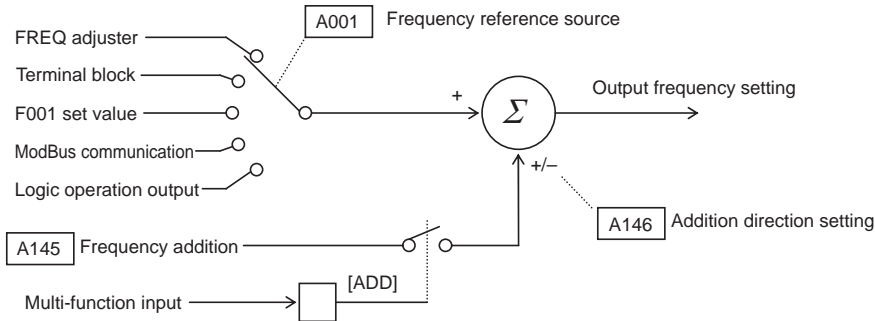 A001 Frequency reference source
FREQ adjuster
Terminal block
F001 set value
ModBus communication
Logic operation output
+
Σ
Output frequency setting
+/−
A146 Addition direction setting
A145 Frequency addition
[ADD]
Multi-function input